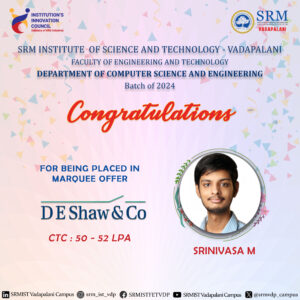 INSTITUTION'S
INNOVATION
COUNCIL
SRM
VADAPALANI
SRM INSTITUTE OF SCIENCE AND TECHNOLOGY - VADAPALANI
FACULTY OF ENGINEERING AND TECHNOLOGY
DEPARTMENT OF COMPUTER SCIENCE AND ENGINEERING
Batch of 2024
Congratulations
FOR BEING PLACED IN
MARQUEE OFFER
D E Shaw & Co
CTC : 50 - 52 LPA
SRINIVASA M
SRMIST Vadapalani Campus
srm_ist_vdp
SRMISTFETVDP
SRMIST Vadapalani Campus
@srmvdp_campus